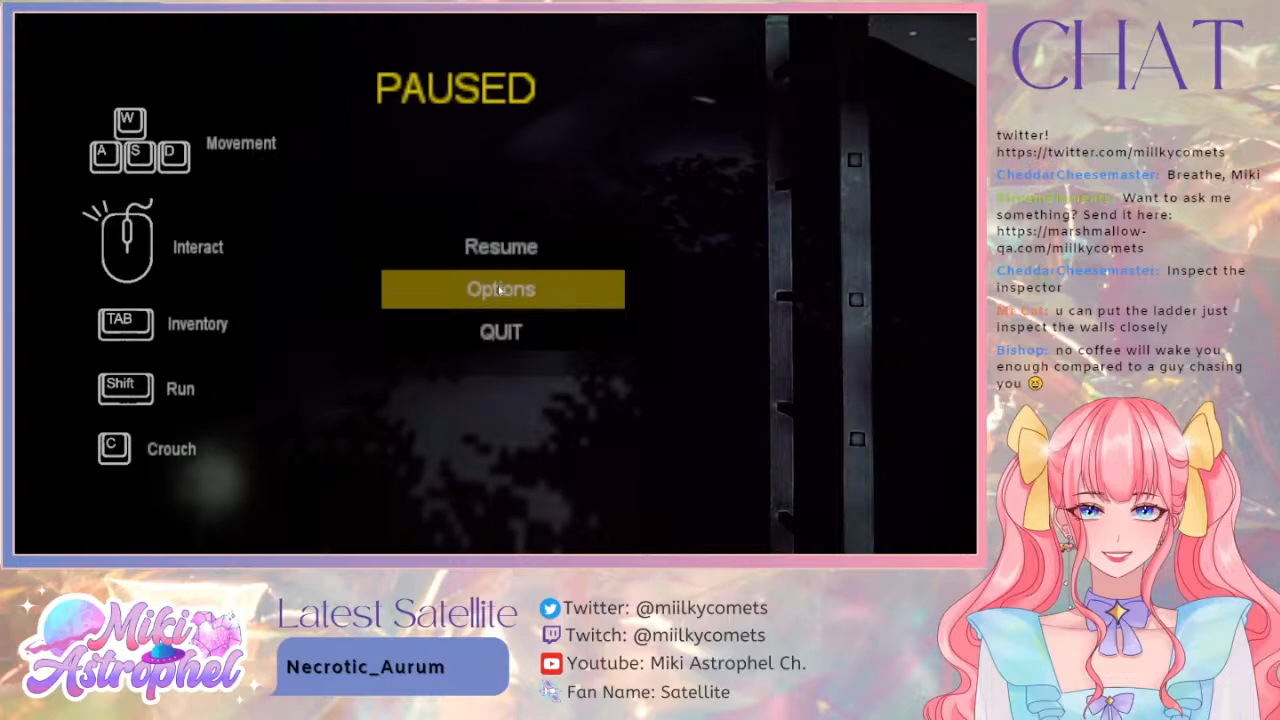 PAUSED
W
A S D
Movement
Interact
TAB
Inventory
Shift
Run
C
Crouch
Resume
Options
QUIT
CHAT
twitter!
https://twitter.com/miilkycomets
CheddarCheesemaster: Breathe, Miki
StreamElements: Want to ask me
something? Send it here:
https://marshmallow-
qa.com/miilkycomets
CheddarCheesemaster: Inspect the
inspector
Mr Cat: u can put the ladder just
inspect the walls closely
Bishop: no coffee will wake you
enough compared to a guy chasing
you 😆
Miki
Astrophel
Latest Satellite
Necrotic_Aurum
Twitter: @miilkycomets
Twitch: @miilkycomets
Youtube: Miki Astrophel Ch.
Fan Name: Satellite